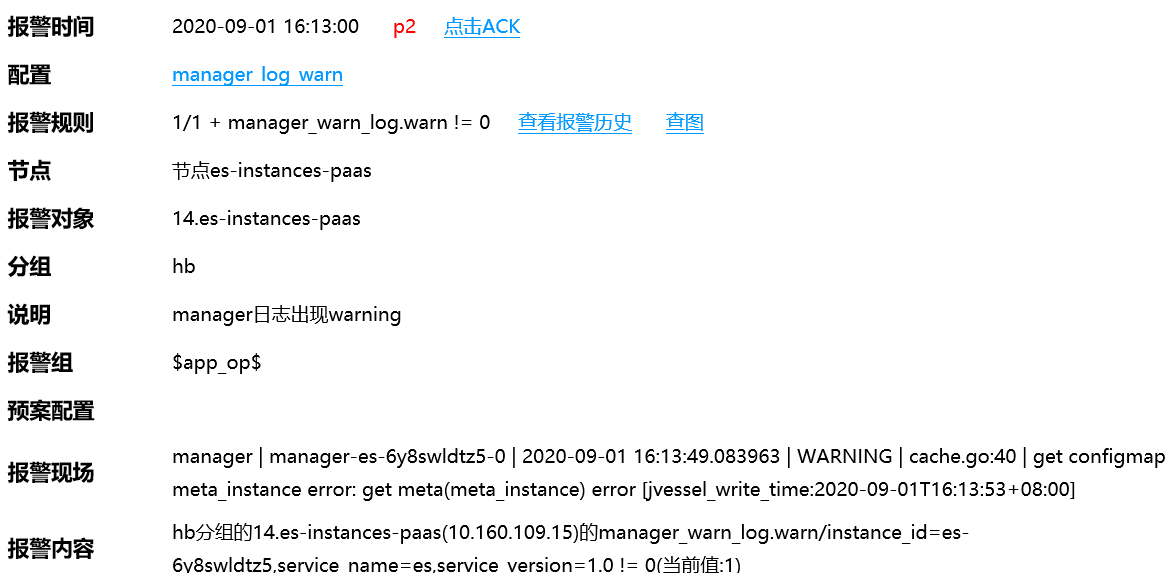 报警时间 2020-09-01 16:13:00 p2 点击ACK
配置 manager_log_warn
报警规则 1/1 + manager_warn_log.warn != 0 查看报警历史 查图
节点 节点es-instances-paas
报警对象 14.es-instances-paas
分组 hb
说明 manager日志出现warning
报警组 $app_op$
预案配置
报警现场 manager | manager-es-6y8swldtz5-0 | 2020-09-01 16:13:49.083963 | WARNING | cache.go:40 | get configmap
meta_instance error: get meta(meta_instance) error [jvessel_write_time:2020-09-01T16:13:53+08:00]
报警内容 hb分组的14.es-instances-paas(10.160.109.15)的manager_warn_log.warn/instance_id=es-
6y8swldtz5,service_name=es,service_version=1.0 != 0(当前值:1)